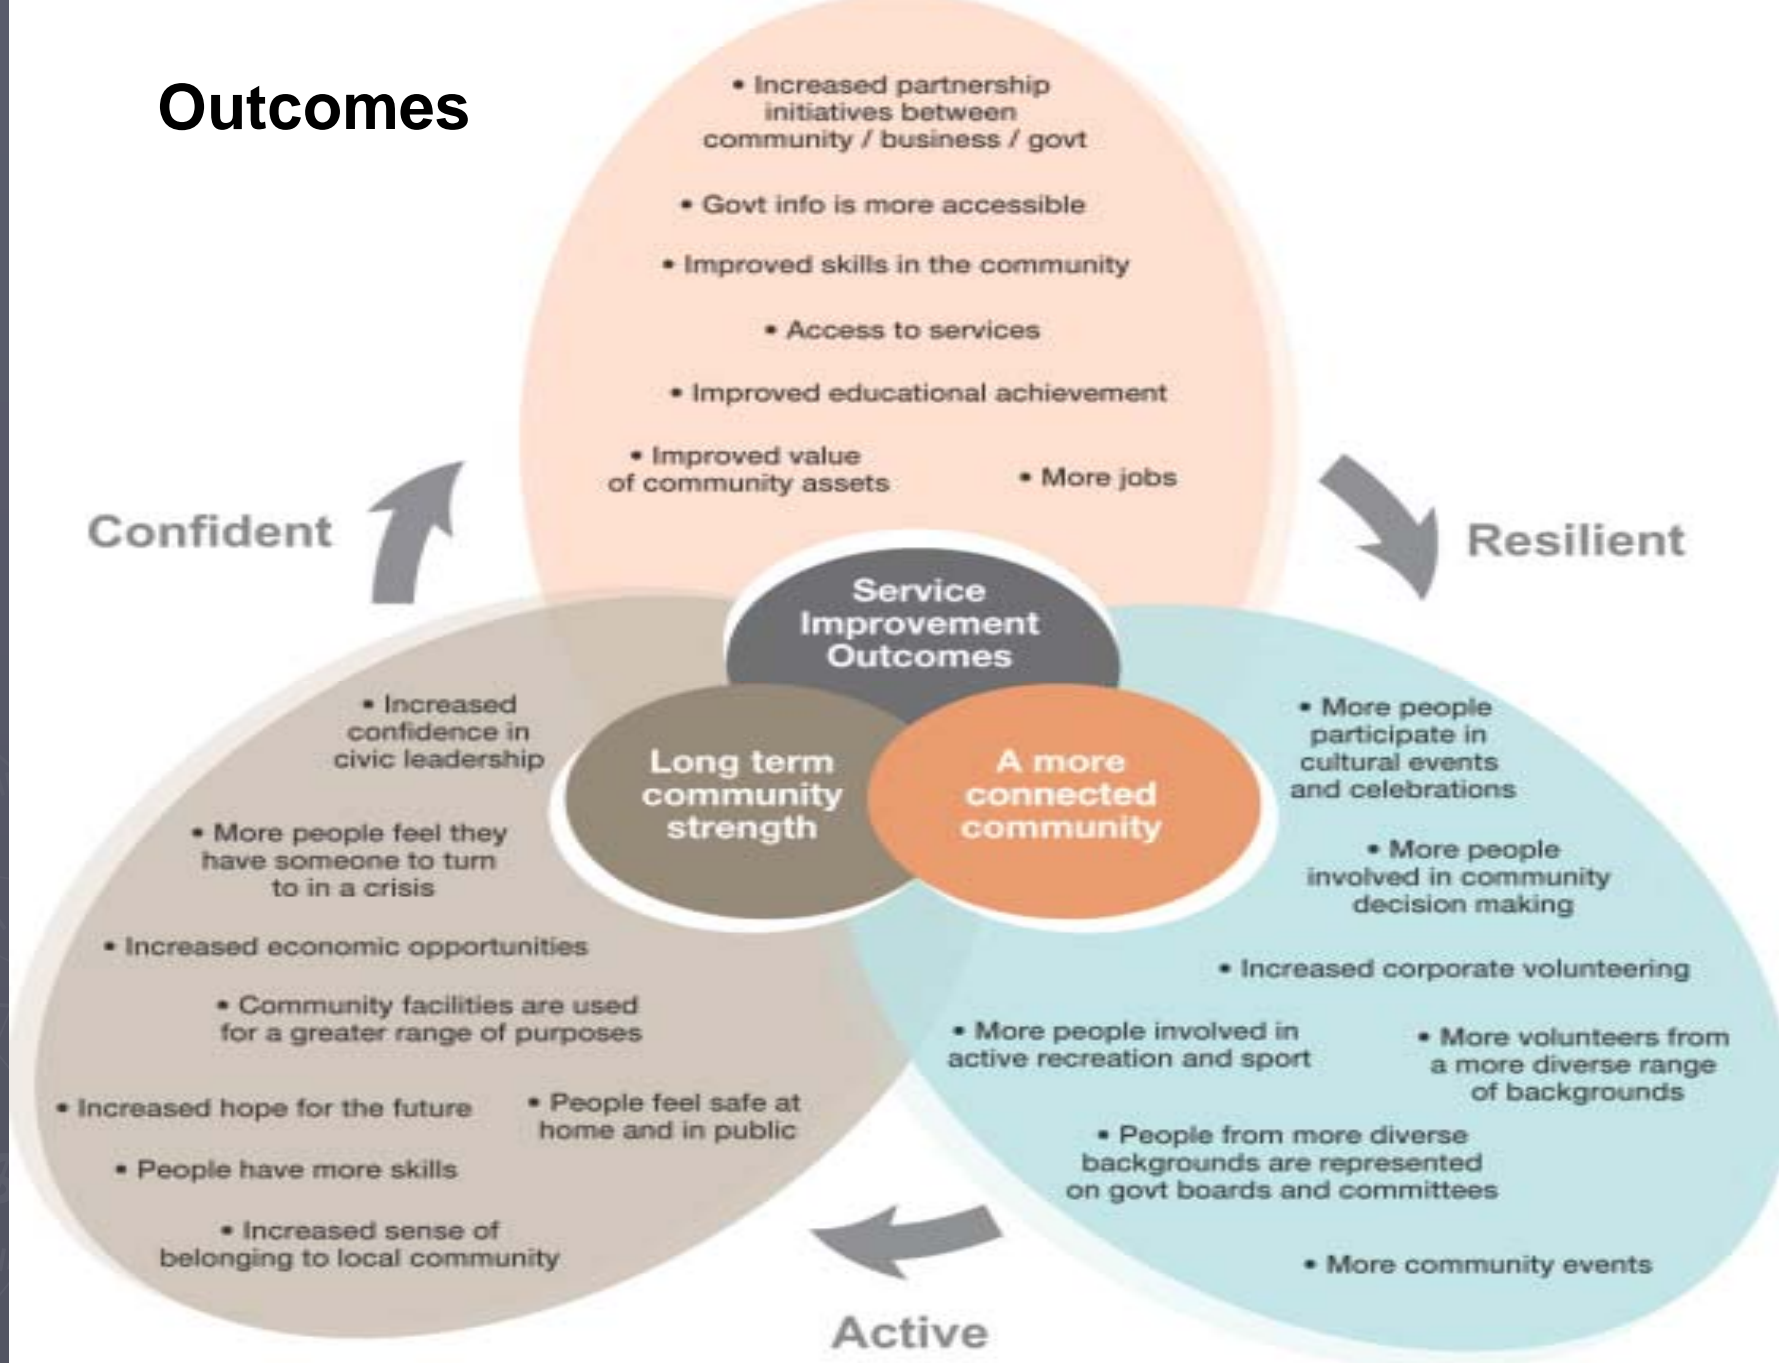 Outcomes
• Increased partnership
initiatives between
community / business / govt
• Govt info is more accessible
• Improved skills in the community
• Access to services
• Improved educational achievement
• Improved value
of community assets
• More jobs
Confident
Resilient
Service
Improvement
Outcomes
Long term
community
strength
A more
connected
community
• Increased
confidence in
civic leadership
• More people feel they
have someone to turn
to in a crisis
• Increased economic opportunities
• Community facilities are used
for a greater range of purposes
• Increased hope for the future
• People feel safe at
home and in public
• People have more skills
• Increased sense of
belonging to local community
• More people
participate in
cultural events
and celebrations
• More people
involved in community
decision making
• Increased corporate volunteering
• More people involved in
active recreation and sport
• More volunteers from
a more diverse range
of backgrounds
• People from more diverse
backgrounds are represented
on govt boards and committees
• More community events
Active